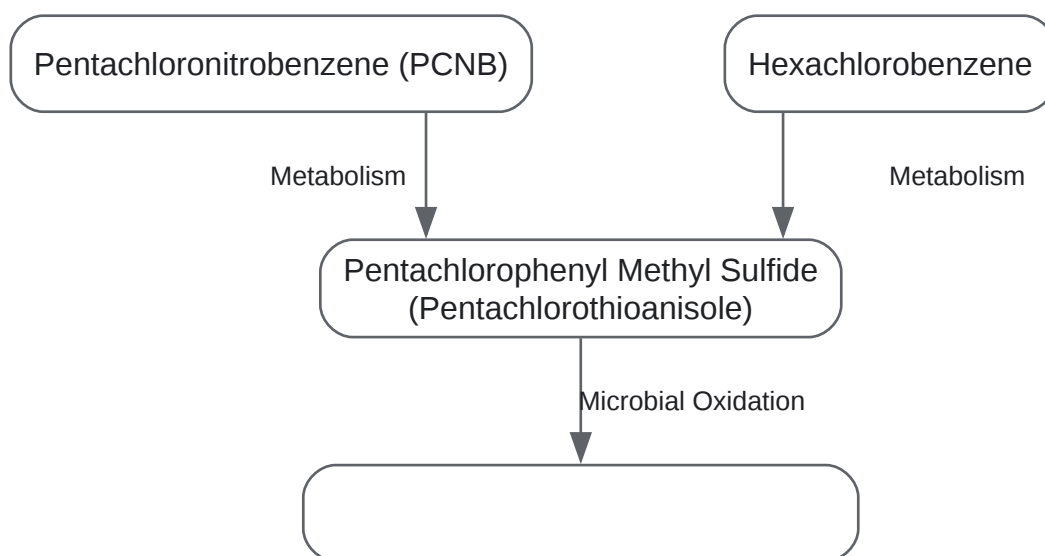 Pentachloronitrobenzene (PCNB)
Hexachlorobenzene
Metabolism
Metabolism
Pentachlorophenyl Methyl Sulfide
(Pentachlorothioanisole)
Microbial Oxidation